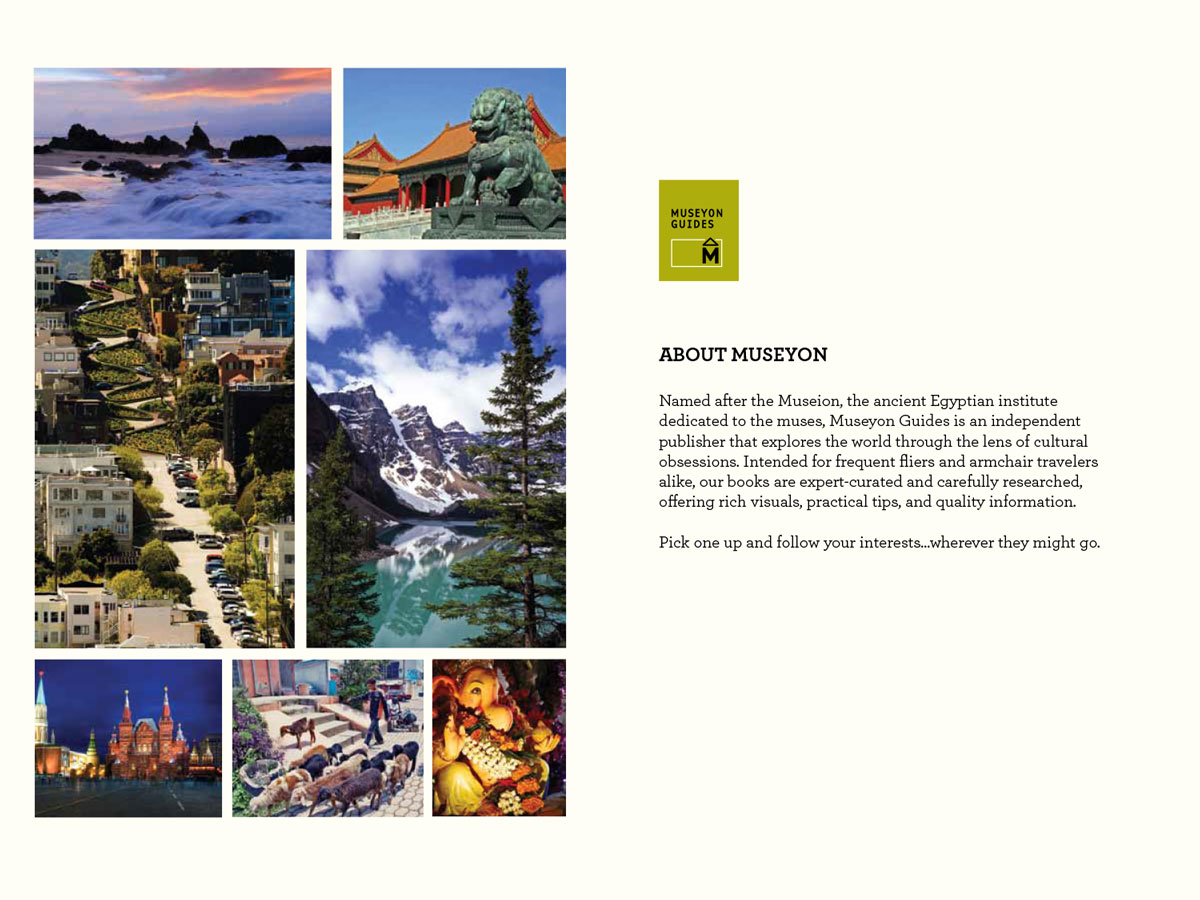 MUSEYON
GUIDES
M
ABOUT MUSEYON
Named after the Museion, the ancient Egyptian institute
dedicated to the muses, Museyon Guides is an independent
publisher that explores the world through the lens of cultural
obsessions. Intended for frequent fliers and armchair travelers
alike, our books are expert-curated and carefully researched,
offering rich visuals, practical tips, and quality information.
Pick one up and follow your interests...wherever they might go.